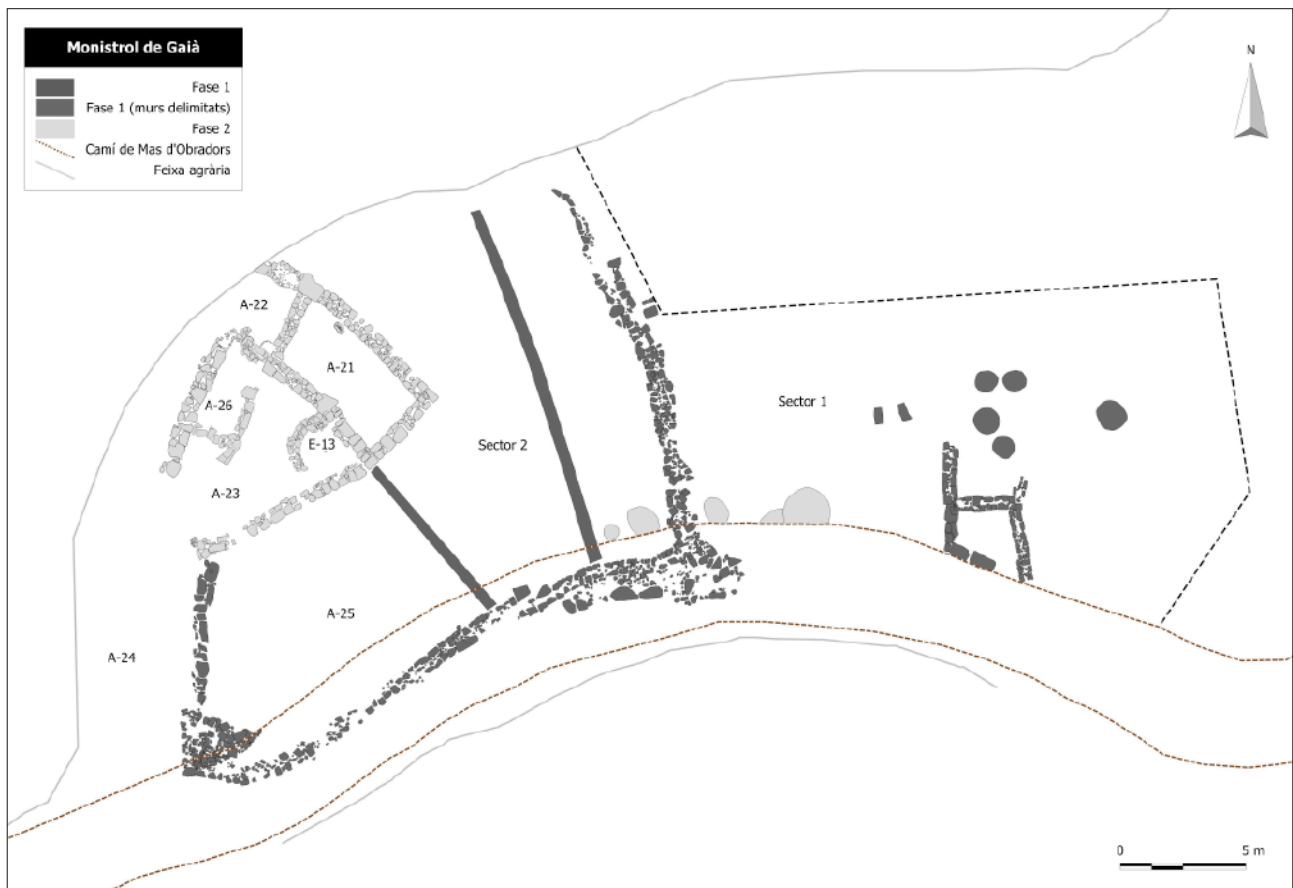 Monistrol de Gaià
Fase 1
Fase 1 (murs delimitats)
Fase 2
Camí de Mas d'Obradors
Feixa agrària
N
A-22
A-21
A-26
Sector 1
E-13
Sector 2
A-23
A-25
A-24
0 5 m